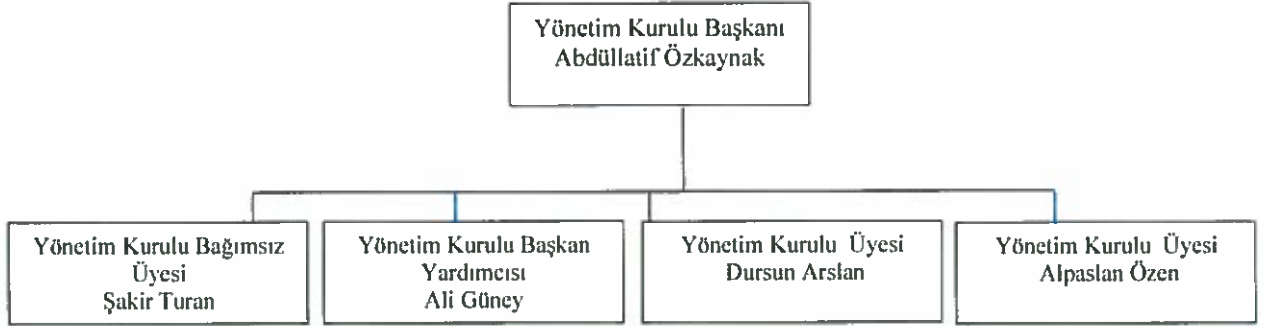 Yönetim Kurulu Başkanı
Abdüllatif Özkaynak
Yönetim Kurulu Bağımsız
Üyesi
Şakir Turan
Yönetim Kurulu Başkan
Yardımcısı
Ali Güney
Yönetim Kurulu Üyesi
Dursun Arslan
Yönetim Kurulu Üyesi
Alpaslan Özen